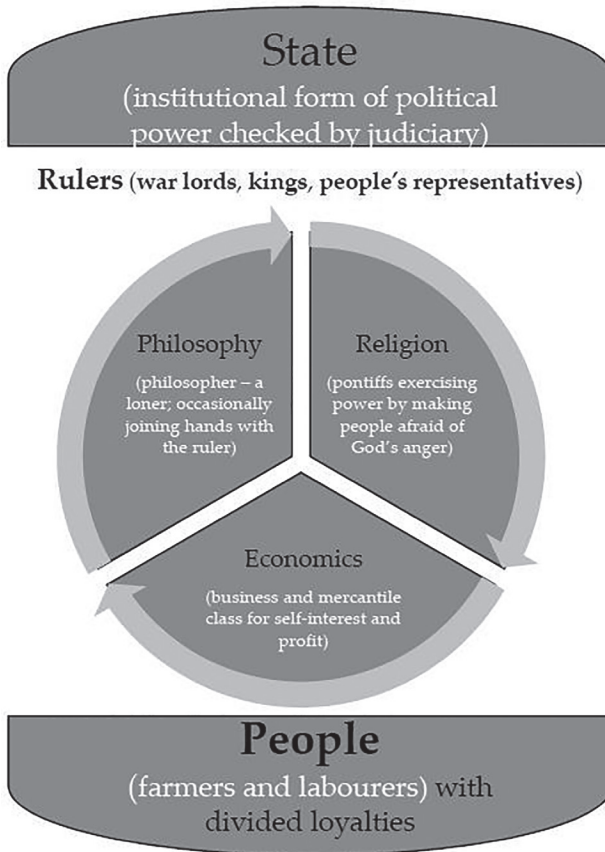 State
(institutional form of political
power checked by judiciary)
Rulers (war lords, kings, people’s representatives)
Philosophy
(philosopher – a
loner; occasionally
joining hands with
the ruler)
Religion
(pontiffs exercising
power by making
people afraid of
God’s anger)
Economics
(business and mercantile
class for self-interest and
profit)
People
(farmers and labourers) with
divided loyalties